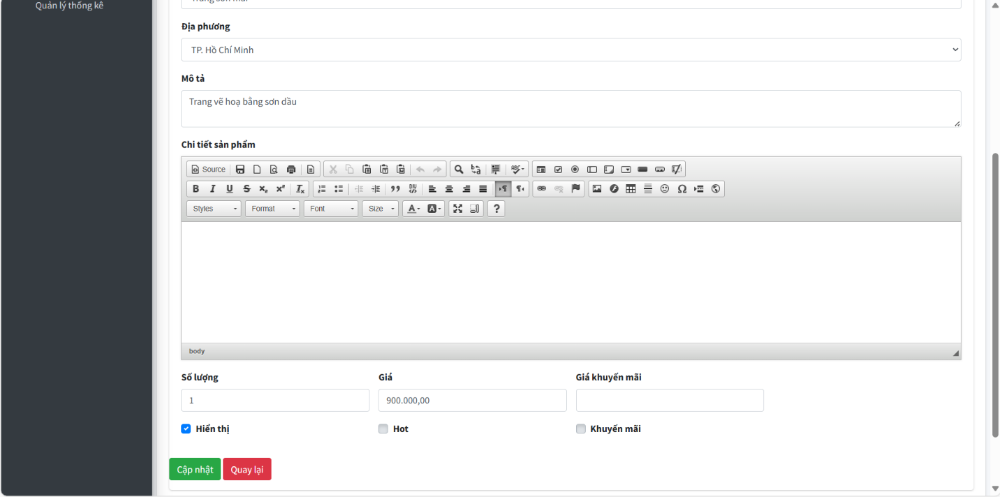 Quản lý thống kê
Địa phương
TP. Hồ Chí Minh
Mô tả
Trang vẽ hoạ bằng sơn dầu
Chi tiết sản phẩm
Source
Styles Format Font Size
body
Số lượng Giá Giá khuyến mãi
1 900.000,00
Hiển thị Hot Khuyến mãi
Cập nhật Quay lại